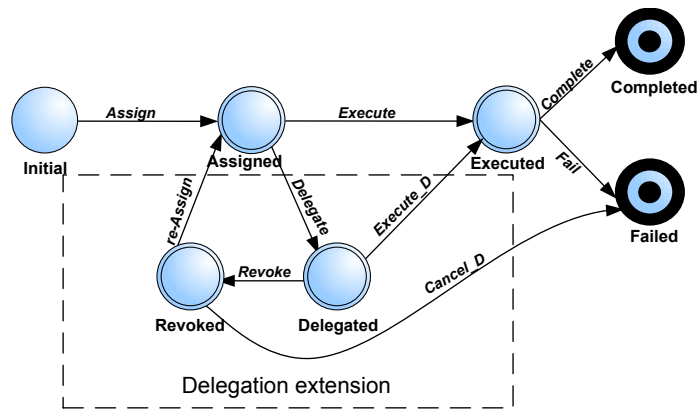 Complete
Completed
Assign
Execute
Initial
Assigned
Executed
Fail
re-Assign
Delegate
Execute_D
Failed
Revoke
Cancel_D
Revoked
Delegated
Delegation extension